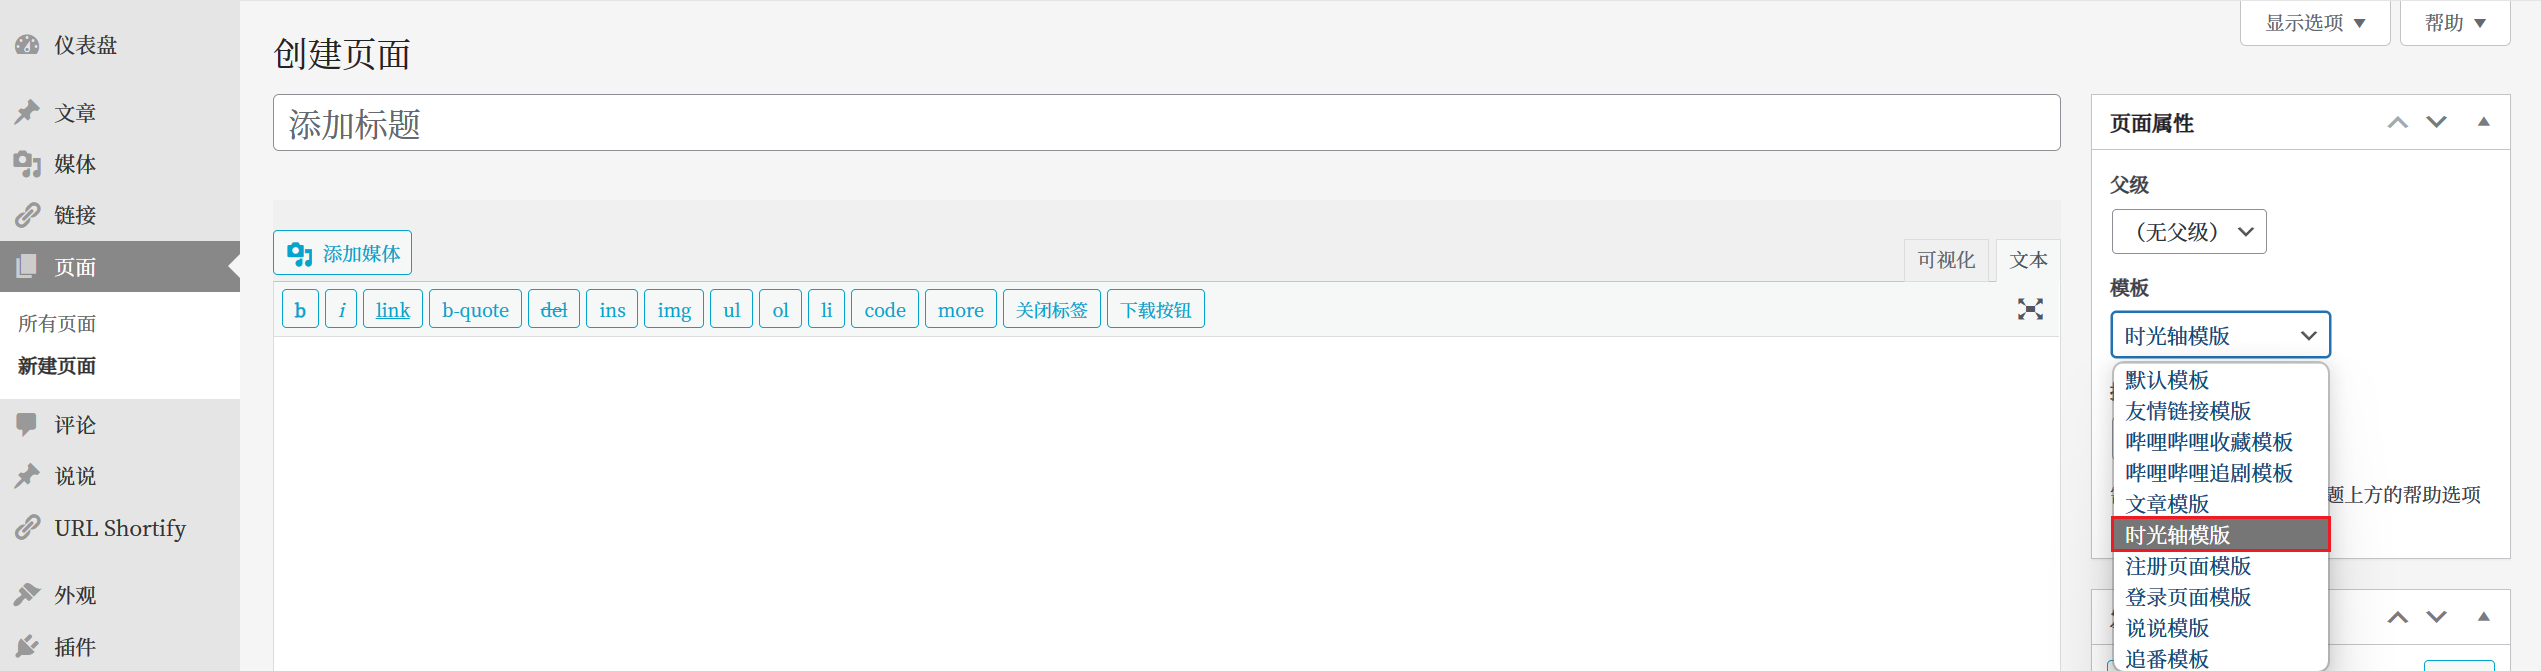 仪表盘
文章
媒体
链接
页面
所有页面
新建页面
评论
说说
URL Shortify
外观
插件
显示选项
帮助
创建页面
添加标题
添加媒体
可视化
文本
b
i
link
b-quote
del
ins
img
ul
ol
li
code
more
关闭标签
下载按钮
页面属性
父级
（无父级）
模板
时光轴模版
默认模板
友情链接模版
哔哩哔哩收藏模板
哔哩哔哩追剧模板
文章模版
时光轴模版
注册页面模版
登录页面模版
说说模版
追番模板
题上方的帮助选项